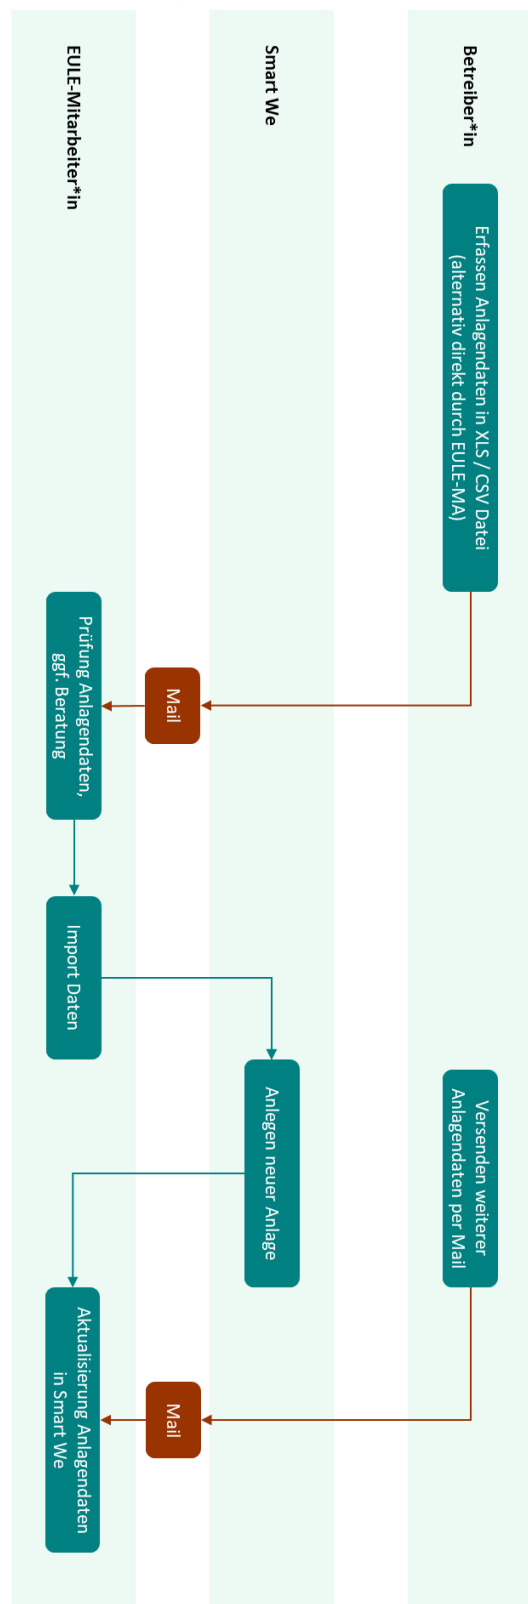 Betreiber*in
Erfassen Anlagendaten in XLS / CSV Datei
(alternativ direkt durch EULE-MA)
Versenden weiterer
Anlagendaten per Mail
Smart We
Anlegen neuer Anlage
Mail
Mail
EULE-Mitarbeiter*in
Prüfung Anlagendaten,
ggf. Beratung
Import Daten
Aktualisierung Anlagendaten
in Smart We